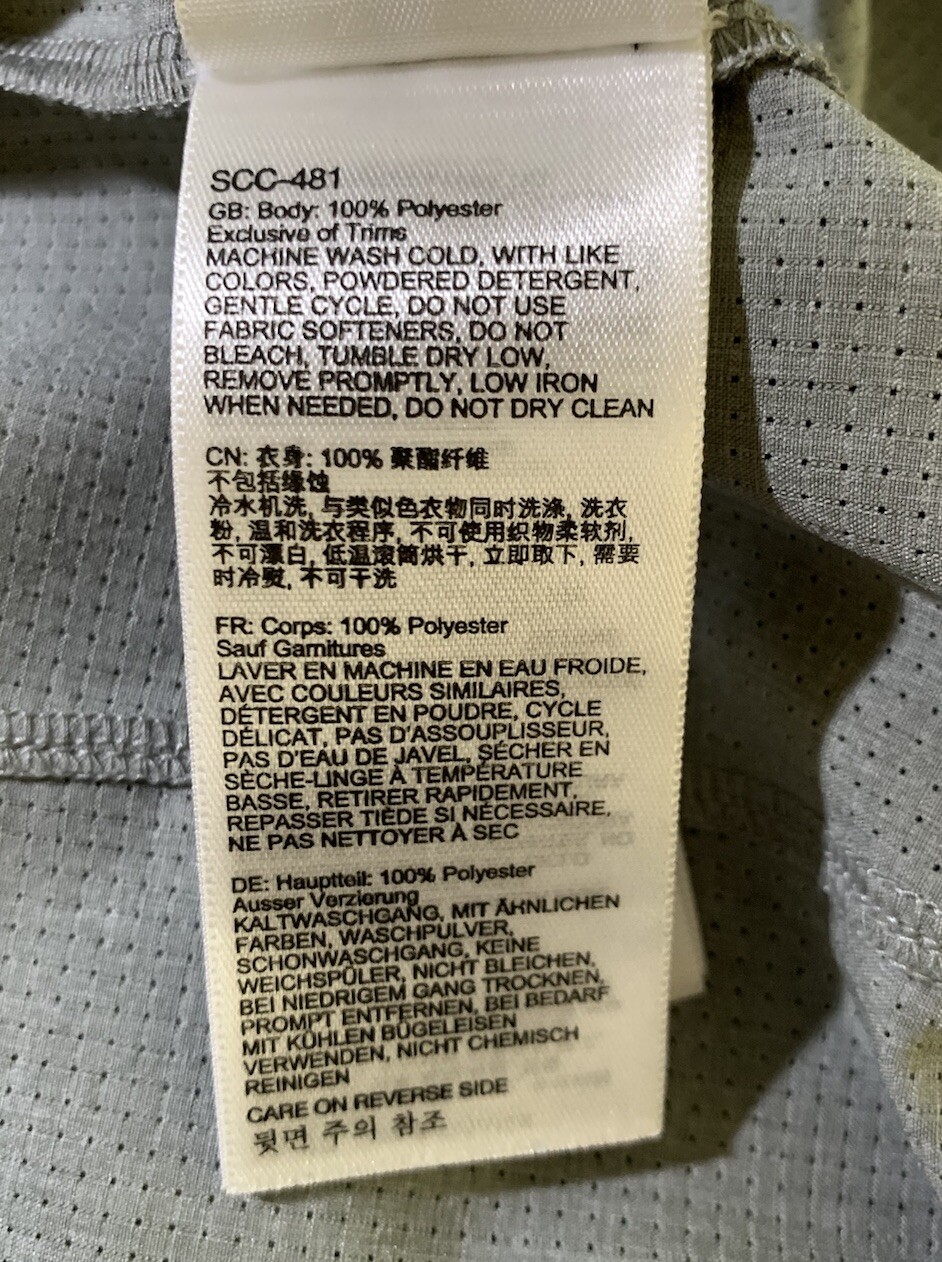 SCC-481
GB: Body: 100% Polyester
Exclusive of Trims
MACHINE WASH COLD, WITH LIKE
COLORS, POWDERED DETERGENT,
GENTLE CYCLE, DO NOT USE
FABRIC SOFTENERS, DO NOT
BLEACH, TUMBLE DRY LOW,
REMOVE PROMPTLY, LOW IRON
WHEN NEEDED, DO NOT DRY CLEAN
CN: 衣身: 100% 聚酯纤维
不包括缘蚀
冷水机洗, 与类似色衣物同时洗涤, 洗衣
粉, 温和洗衣程序, 不可使用织物柔软剂,
不可漂白, 低温滚筒烘干, 立即取下, 需要
时冷熨, 不可干洗
FR: Corps: 100% Polyester
Sauf Garnitures
LAVER EN MACHINE EN EAU FROIDE,
AVEC COULEURS SIMILAIRES,
DÉTERGENT EN POUDRE, CYCLE
DÉLICAT, PAS D'ASSOUPLISSEUR,
PAS D'EAU DE JAVEL, SÉCHER EN
SÈCHE-LINGE À TEMPÉRATURE
BASSE, RETIRER RAPIDEMENT,
REPASSER TIÈDE SI NÉCESSAIRE,
NE PAS NETTOYER À SEC
DE: Hauptteil: 100% Polyester
Ausser Verzierung
KALTWASCHGANG, MIT ÄHNLICHEN
FARBEN, WASCHPULVER,
SCHONWASCHGANG, KEINE
WEICHSPÜLER, NICHT BLEICHEN,
BEI NIEDRIGEM GANG TROCKNEN,
PROMPT ENTFERNEN, BEI BEDARF
MIT KÜHLEN BÜGELEISEN
VERWENDEN, NICHT CHEMISCH
REINIGEN
CARE ON REVERSE SIDE
뒷면 주의 참조